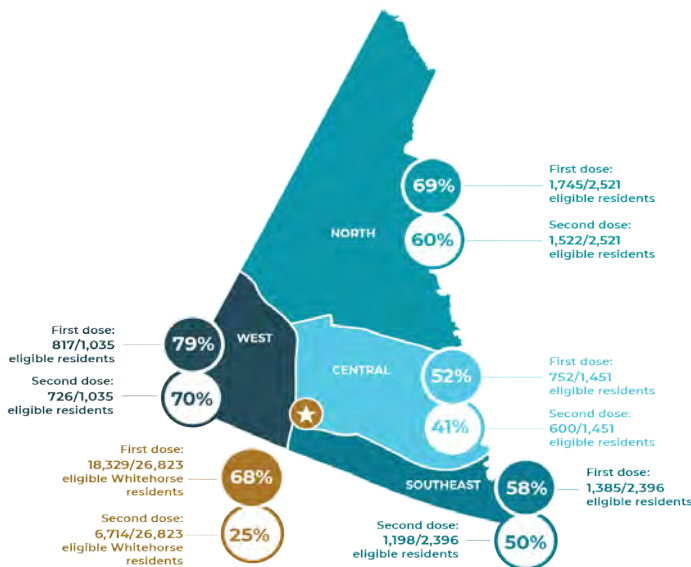 69%
First dose:
1,745/2,521
eligible residents
NORTH
60%
Second dose:
1,522/2,521
eligible residents
First dose:
817/1,035
eligible residents
79%
WEST
Second dose:
726/1,035
eligible residents
70%
CENTRAL
52%
First dose:
752/1,451
eligible residents
41%
Second dose:
600/1,451
eligible residents
First dose:
18,329/26,823
eligible Whitehorse
residents
68%
Second dose:
6,714/26,823
eligible Whitehorse
residents
25%
SOUTHEAST
58%
First dose:
1,385/2,396
eligible residents
Second dose:
1,198/2,396
eligible residents
50%